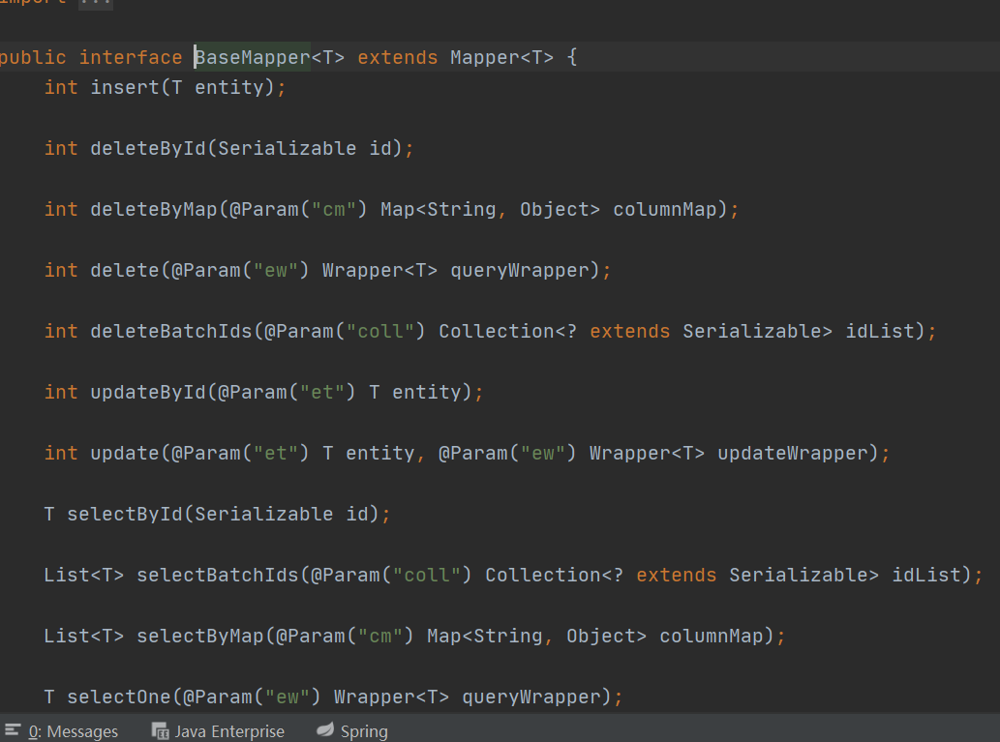 import ...
public interface BaseMapper<T> extends Mapper<T> {
int insert(T entity);
int deleteById(Serializable id);
int deleteByMap(@Param("cm") Map<String, Object> columnMap);
int delete(@Param("ew") Wrapper<T> queryWrapper);
int deleteBatchIds(@Param("coll") Collection<? extends Serializable> idList);
int updateById(@Param("et") T entity);
int update(@Param("et") T entity, @Param("ew") Wrapper<T> updateWrapper);
T selectById(Serializable id);
List<T> selectBatchIds(@Param("coll") Collection<? extends Serializable> idList);
List<T> selectByMap(@Param("cm") Map<String, Object> columnMap);
T selectOne(@Param("ew") Wrapper<T> queryWrapper);
0: Messages Java Enterprise Spring